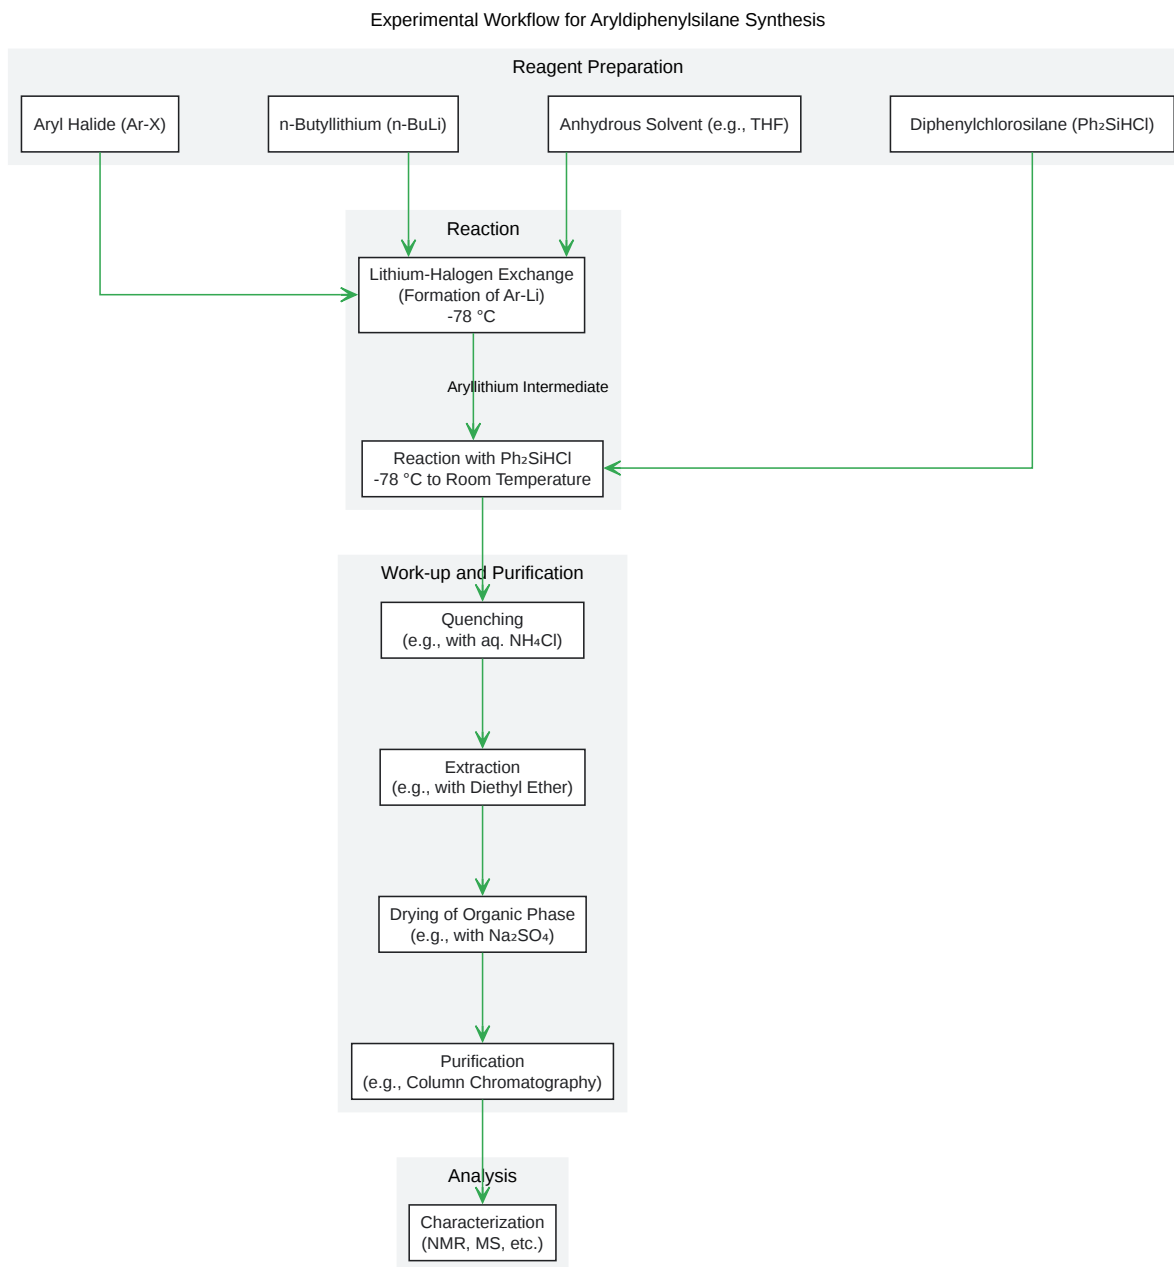 Experimental Workflow for Aryldiphenylsilane Synthesis
Reagent Preparation
Aryl Halide (Ar-X)
n-Butyllithium (n-BuLi)
Anhydrous Solvent (e.g., THF)
Diphenylchlorosilane (Ph₂SiHCl)
Reaction
Lithium-Halogen Exchange
(Formation of Ar-Li)
-78 °C
Aryllithium Intermediate
Reaction with Ph₂SiHCl
-78 °C to Room Temperature
Work-up and Purification
Quenching
(e.g., with aq. NH₄Cl)
Extraction
(e.g., with Diethyl Ether)
Drying of Organic Phase
(e.g., with Na₂SO₄)
Purification
(e.g., Column Chromatography)
Analysis
Characterization
(NMR, MS, etc.)